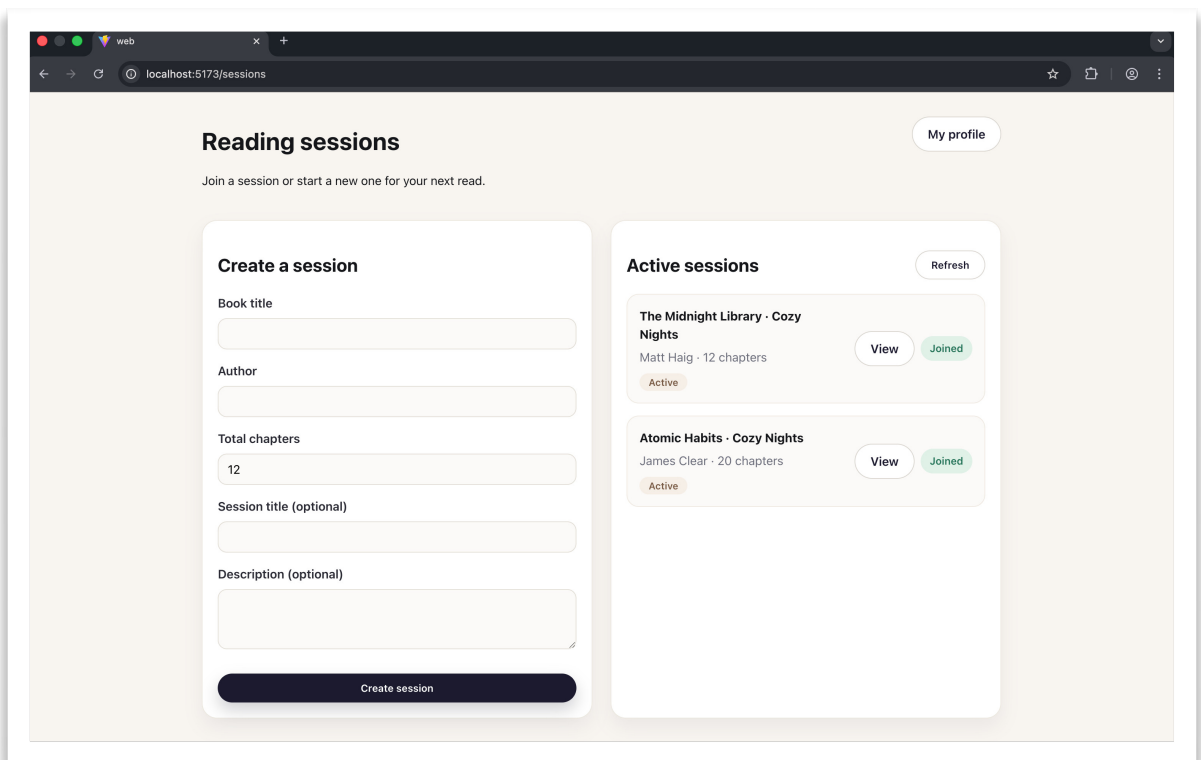 web
localhost:5173/sessions
Reading sessions
My profile
Join a session or start a new one for your next read.
Create a session
Book title
Author
Total chapters
12
Session title (optional)
Description (optional)
Create session
Active sessions
Refresh
The Midnight Library · Cozy
Nights
Matt Haig · 12 chapters
Active
View
Joined
Atomic Habits · Cozy Nights
James Clear · 20 chapters
Active
View
Joined